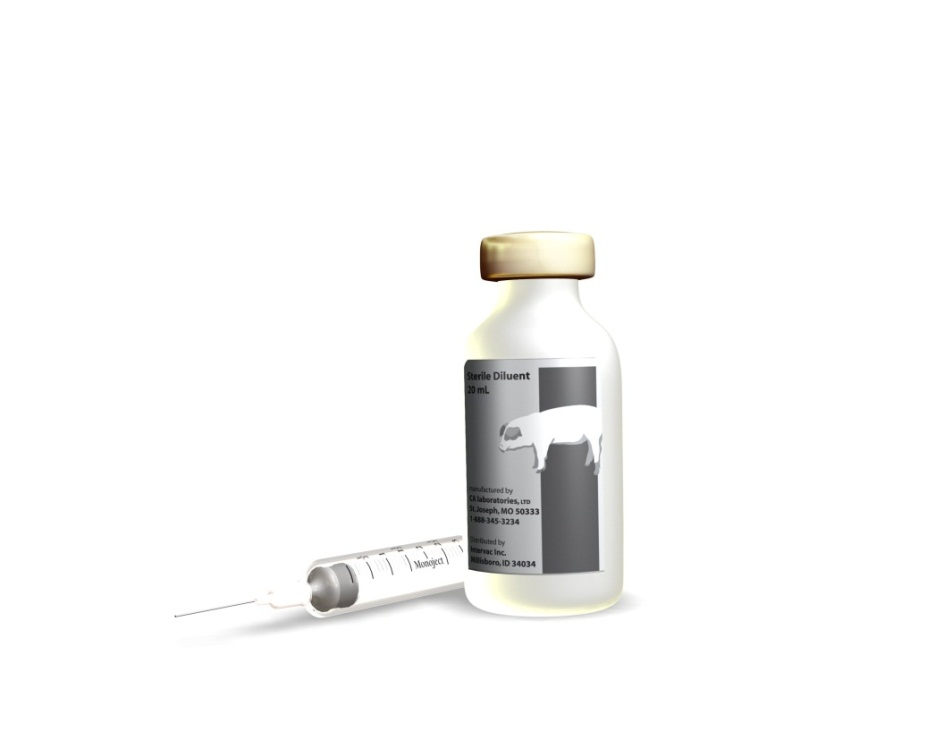 Sterile Diluent
20 mL
manufactured by
CA laboratories, LTD
St. Joseph, MO 50333
1-888-345-3234
Distributed by
Intervac Inc.
Millsboro, ID 34034
Monoject